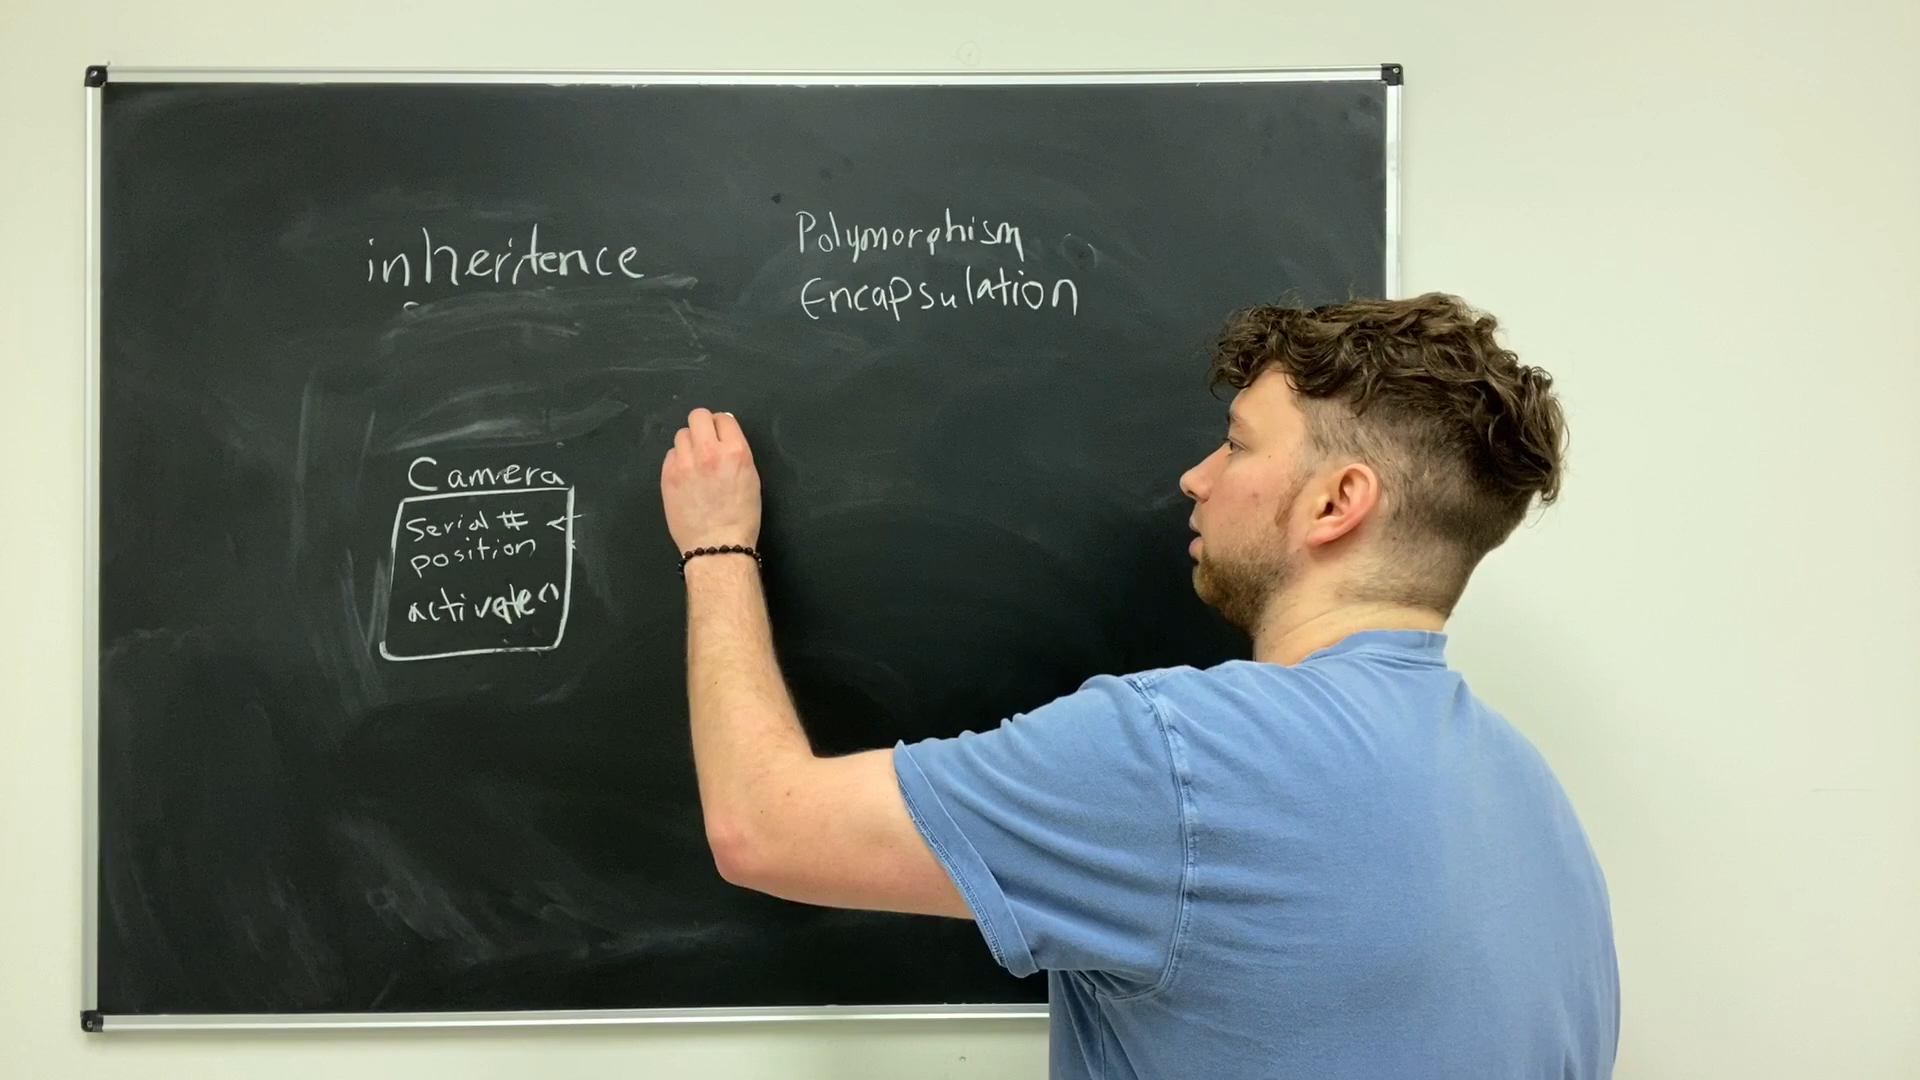 inheritence
Polymorphism
Encapsulation
Camera
Serial # <
position
activate()